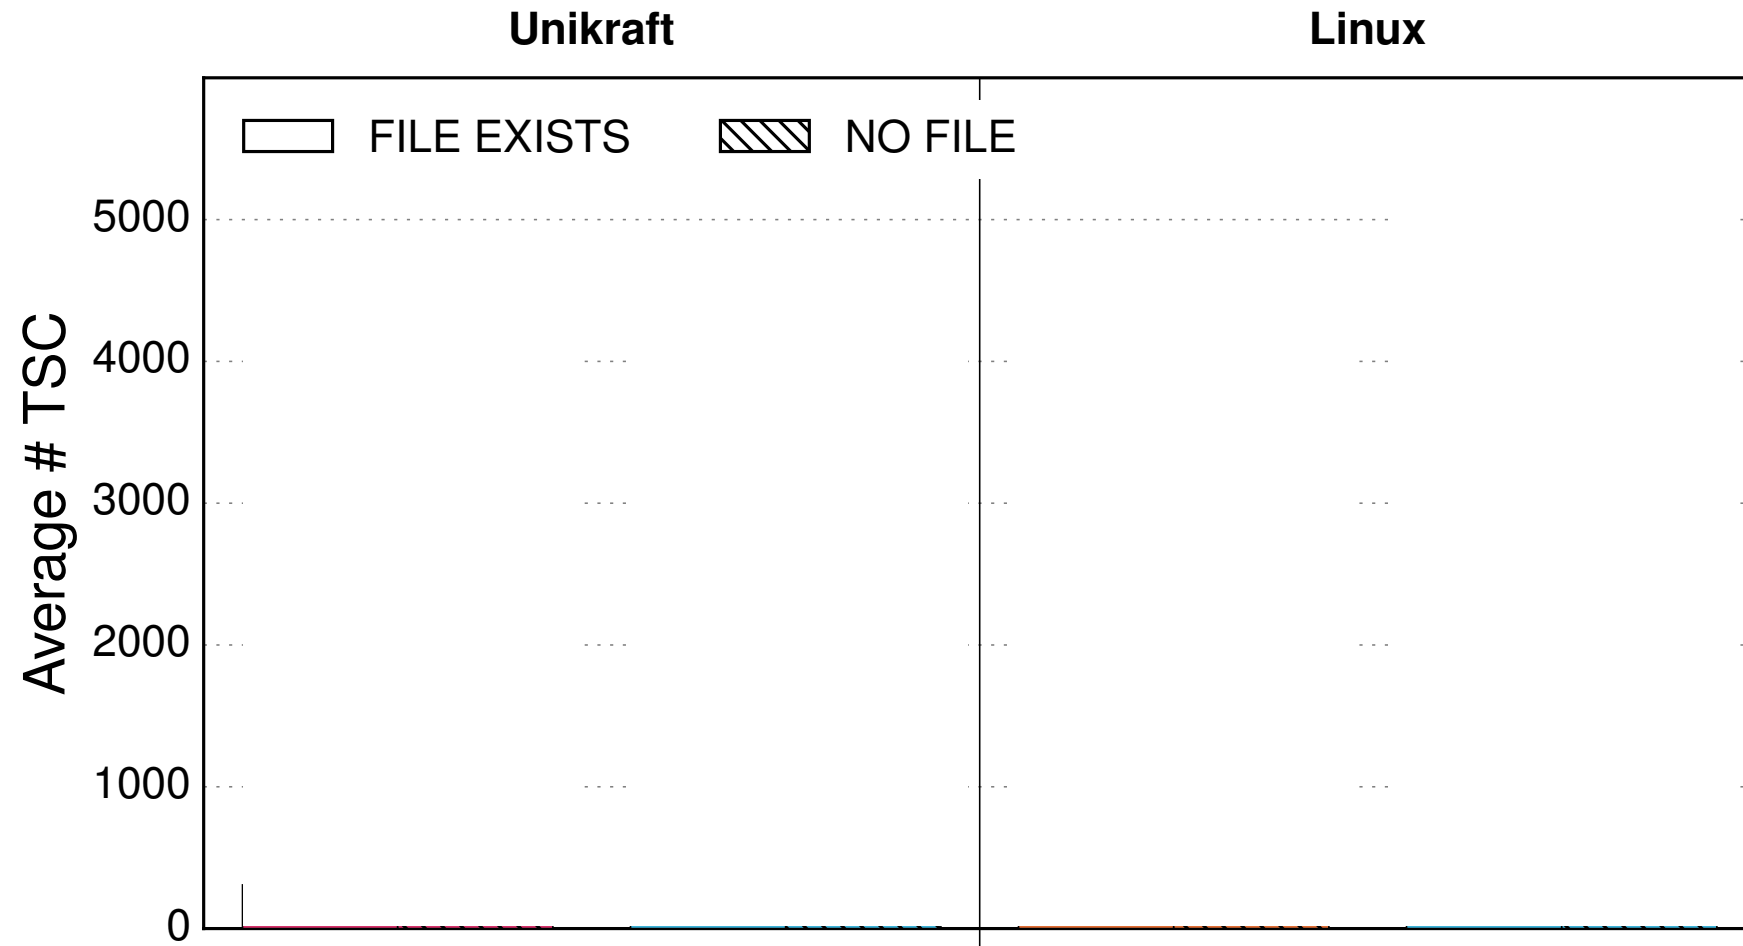 Unikraft Linux
FILE EXISTS NO FILE
5000
4000
3000
2000
1000
0
Average # TSC